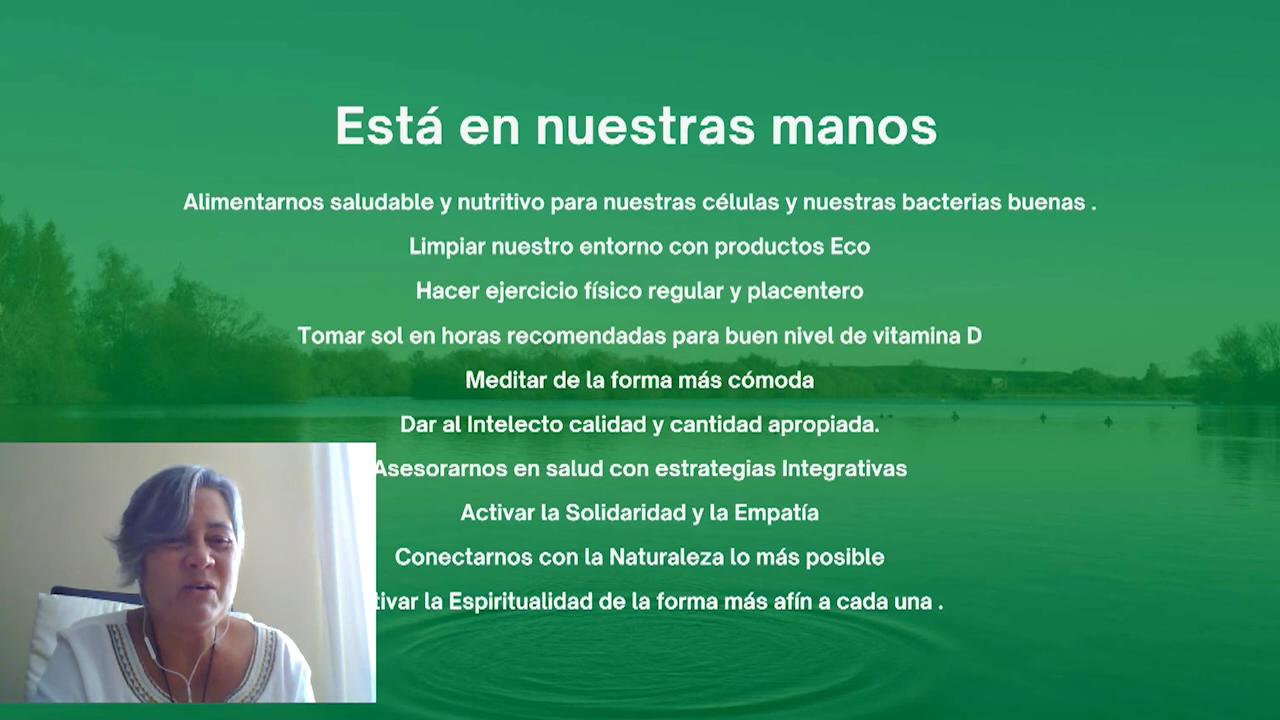 Está en nuestras manos
Alimentarnos saludable y nutritivo para nuestras células y nuestras bacterias buenas .
Limpiar nuestro entorno con productos Eco
Hacer ejercicio físico regular y placentero
Tomar sol en horas recomendadas para buen nivel de vitamina D
Meditar de la forma más cómoda
Dar al Intelecto calidad y cantidad apropiada.
Asesorarnos en salud con estrategias Integrativas
Activar la Solidaridad y la Empatía
Conectarnos con la Naturaleza lo más posible
la Espiritualidad de la forma más afín a cada una .